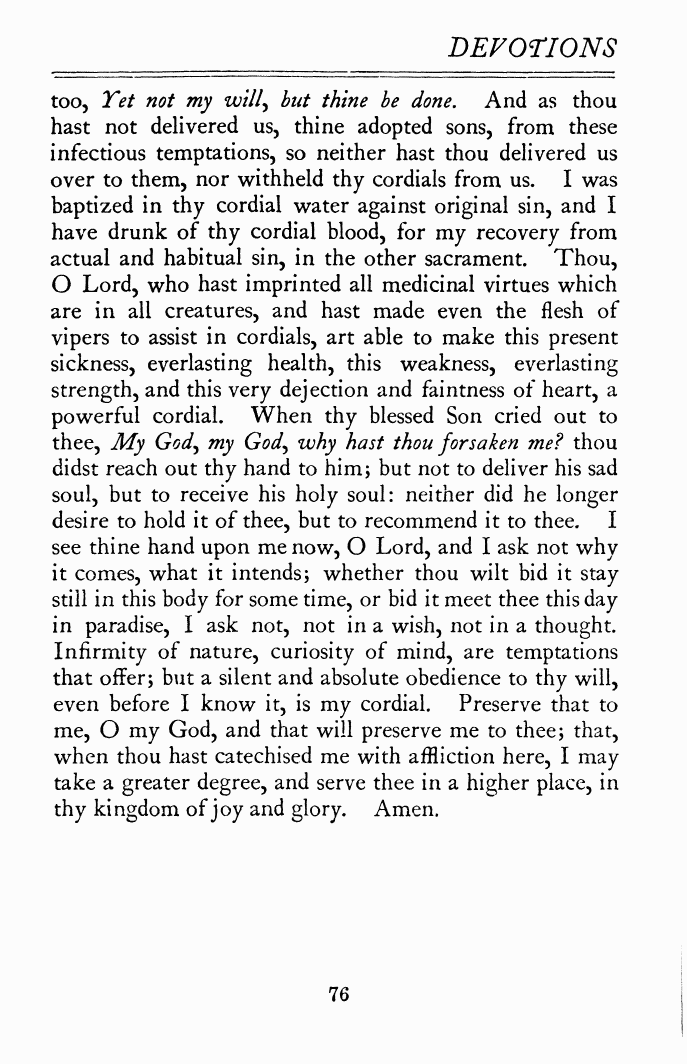 DEVOTIONS
too, Yet not my will, but thine be done. And as thou
hast not delivered us, thine adopted sons, from these
infectious temptations, so neither hast thou delivered us
over to them, nor withheld thy cordials from us. I was
baptized in thy cordial water against original sin, and I
have drunk of thy cordial blood, for my recovery from
actual and habitual sin, in the other sacrament. Thou,
O Lord, who hast imprinted all medicinal virtues which
are in all creatures, and hast made even the flesh of
vipers to assist in cordials, art able to make this present
sickness, everlasting health, this weakness, everlasting
strength, and this very dejection and faintness of heart, a
powerful cordial. When thy blessed Son cried out to
thee, My God, my God, why hast thou forsaken me? thou
didst reach out thy hand to him; but not to deliver his sad
soul, but to receive his holy soul: neither did he longer
desire to hold it of thee, but to recommend it to thee. I
see thine hand upon me now, O Lord, and I ask not why
it comes, what it intends; whether thou wilt bid it stay
still in this body for some time, or bid it meet thee this day
in paradise, I ask not, not in a wish, not in a thought.
Infirmity of nature, curiosity of mind, are temptations
that offer; but a silent and absolute obedience to thy will,
even before I know it, is my cordial. Preserve that to
me, O my God, and that will preserve me to thee; that,
when thou hast catechised me with affliction here, I may
take a greater degree, and serve thee in a higher place, in
thy kingdom of joy and glory. Amen.
76